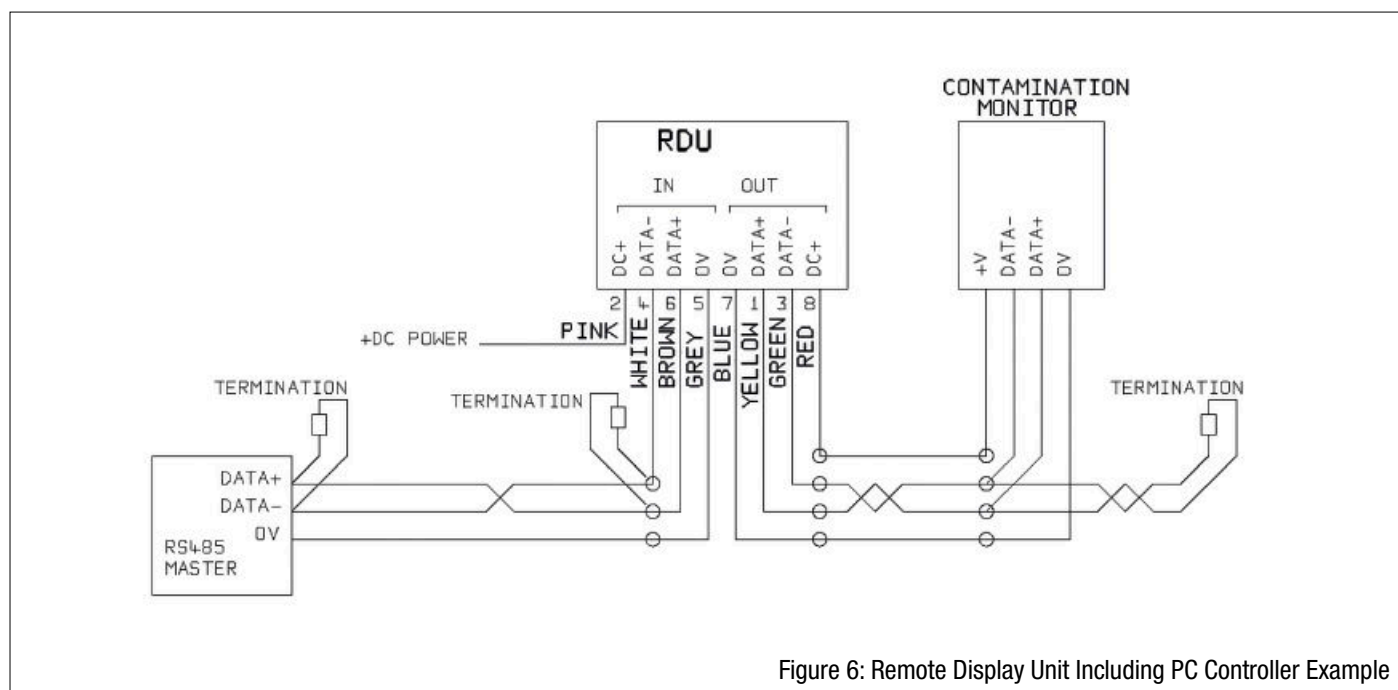 CONTAMINATION
MONITOR
RDU
IN OUT
DC+ DATA- DATA+ 0V 0V DATA+ DATA- DC+
+V DATA- DATA+ 0V
2 4 6 5 7 1 3 8
PINK WHITE BROWN GREY BLUE YELLOW GREEN RED
+DC POWER
TERMINATION
TERMINATION
TERMINATION
DATA+
DATA-
0V
RS485
MASTER
Figure 6: Remote Display Unit Including PC Controller Example